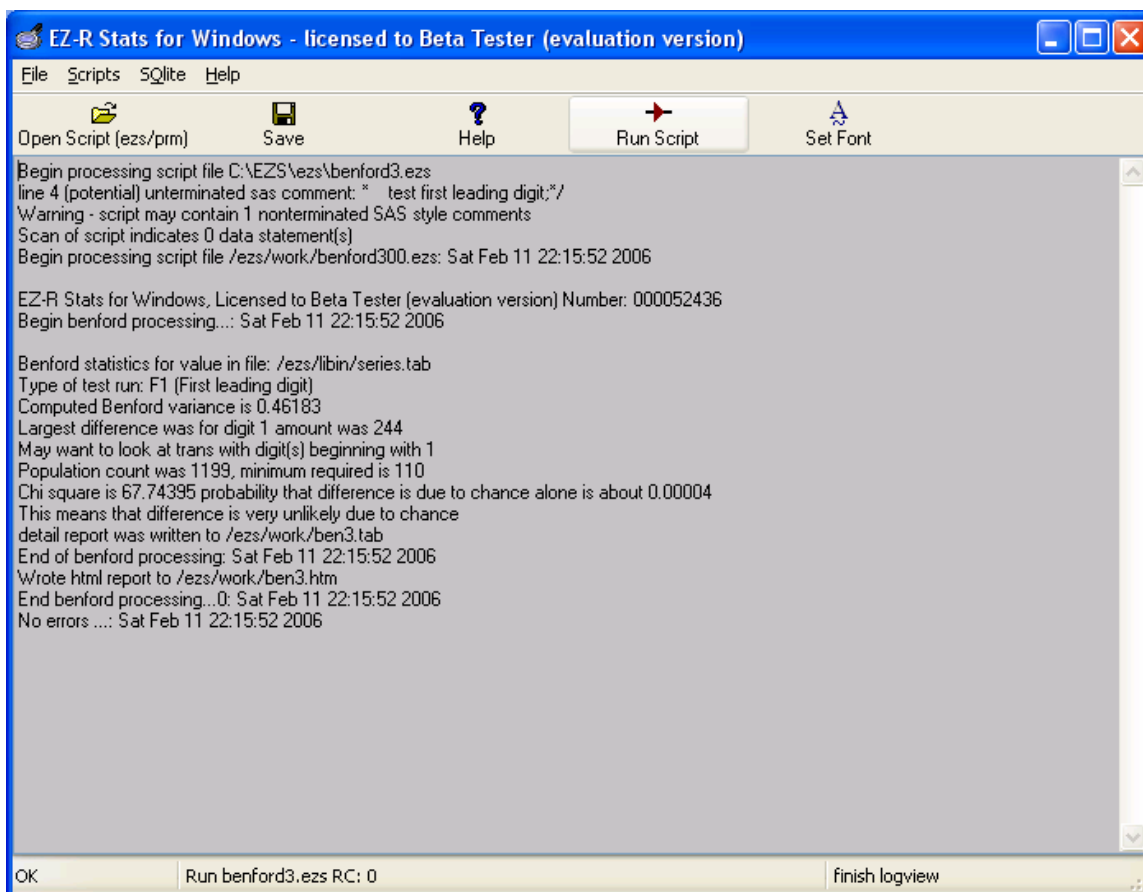 EZ-R Stats for Windows - licensed to Beta Tester (evaluation version)
File Scripts SQlite Help
Open Script (ezs/prm) Save Help Run Script Set Font
Begin processing script file C:\EZS\ezs\benford3.ezs
line 4 (potential) unterminated sas comment: * test first leading digit;*/
Warning - script may contain 1 nonterminated SAS style comments
Scan of script indicates 0 data statement(s)
Begin processing script file /ezs/work/benford300.ezs: Sat Feb 11 22:15:52 2006
EZ-R Stats for Windows, Licensed to Beta Tester (evaluation version) Number: 000052436
Begin benford processing...: Sat Feb 11 22:15:52 2006
Benford statistics for value in file: /ezs/libin/series.tab
Type of test run: F1 (First leading digit)
Computed Benford variance is 0.46183
Largest difference was for digit 1 amount was 244
May want to look at trans with digit(s) beginning with 1
Population count was 1199, minimum required is 110
Chi square is 67.74395 probability that difference is due to chance alone is about 0.00004
This means that difference is very unlikely due to chance
detail report was written to /ezs/work/ben3.tab
End of benford processing: Sat Feb 11 22:15:52 2006
Wrote html report to /ezs/work/ben3.htm
End benford processing...0: Sat Feb 11 22:15:52 2006
No errors ...: Sat Feb 11 22:15:52 2006
OK Run benford3.ezs RC: 0 finish logview